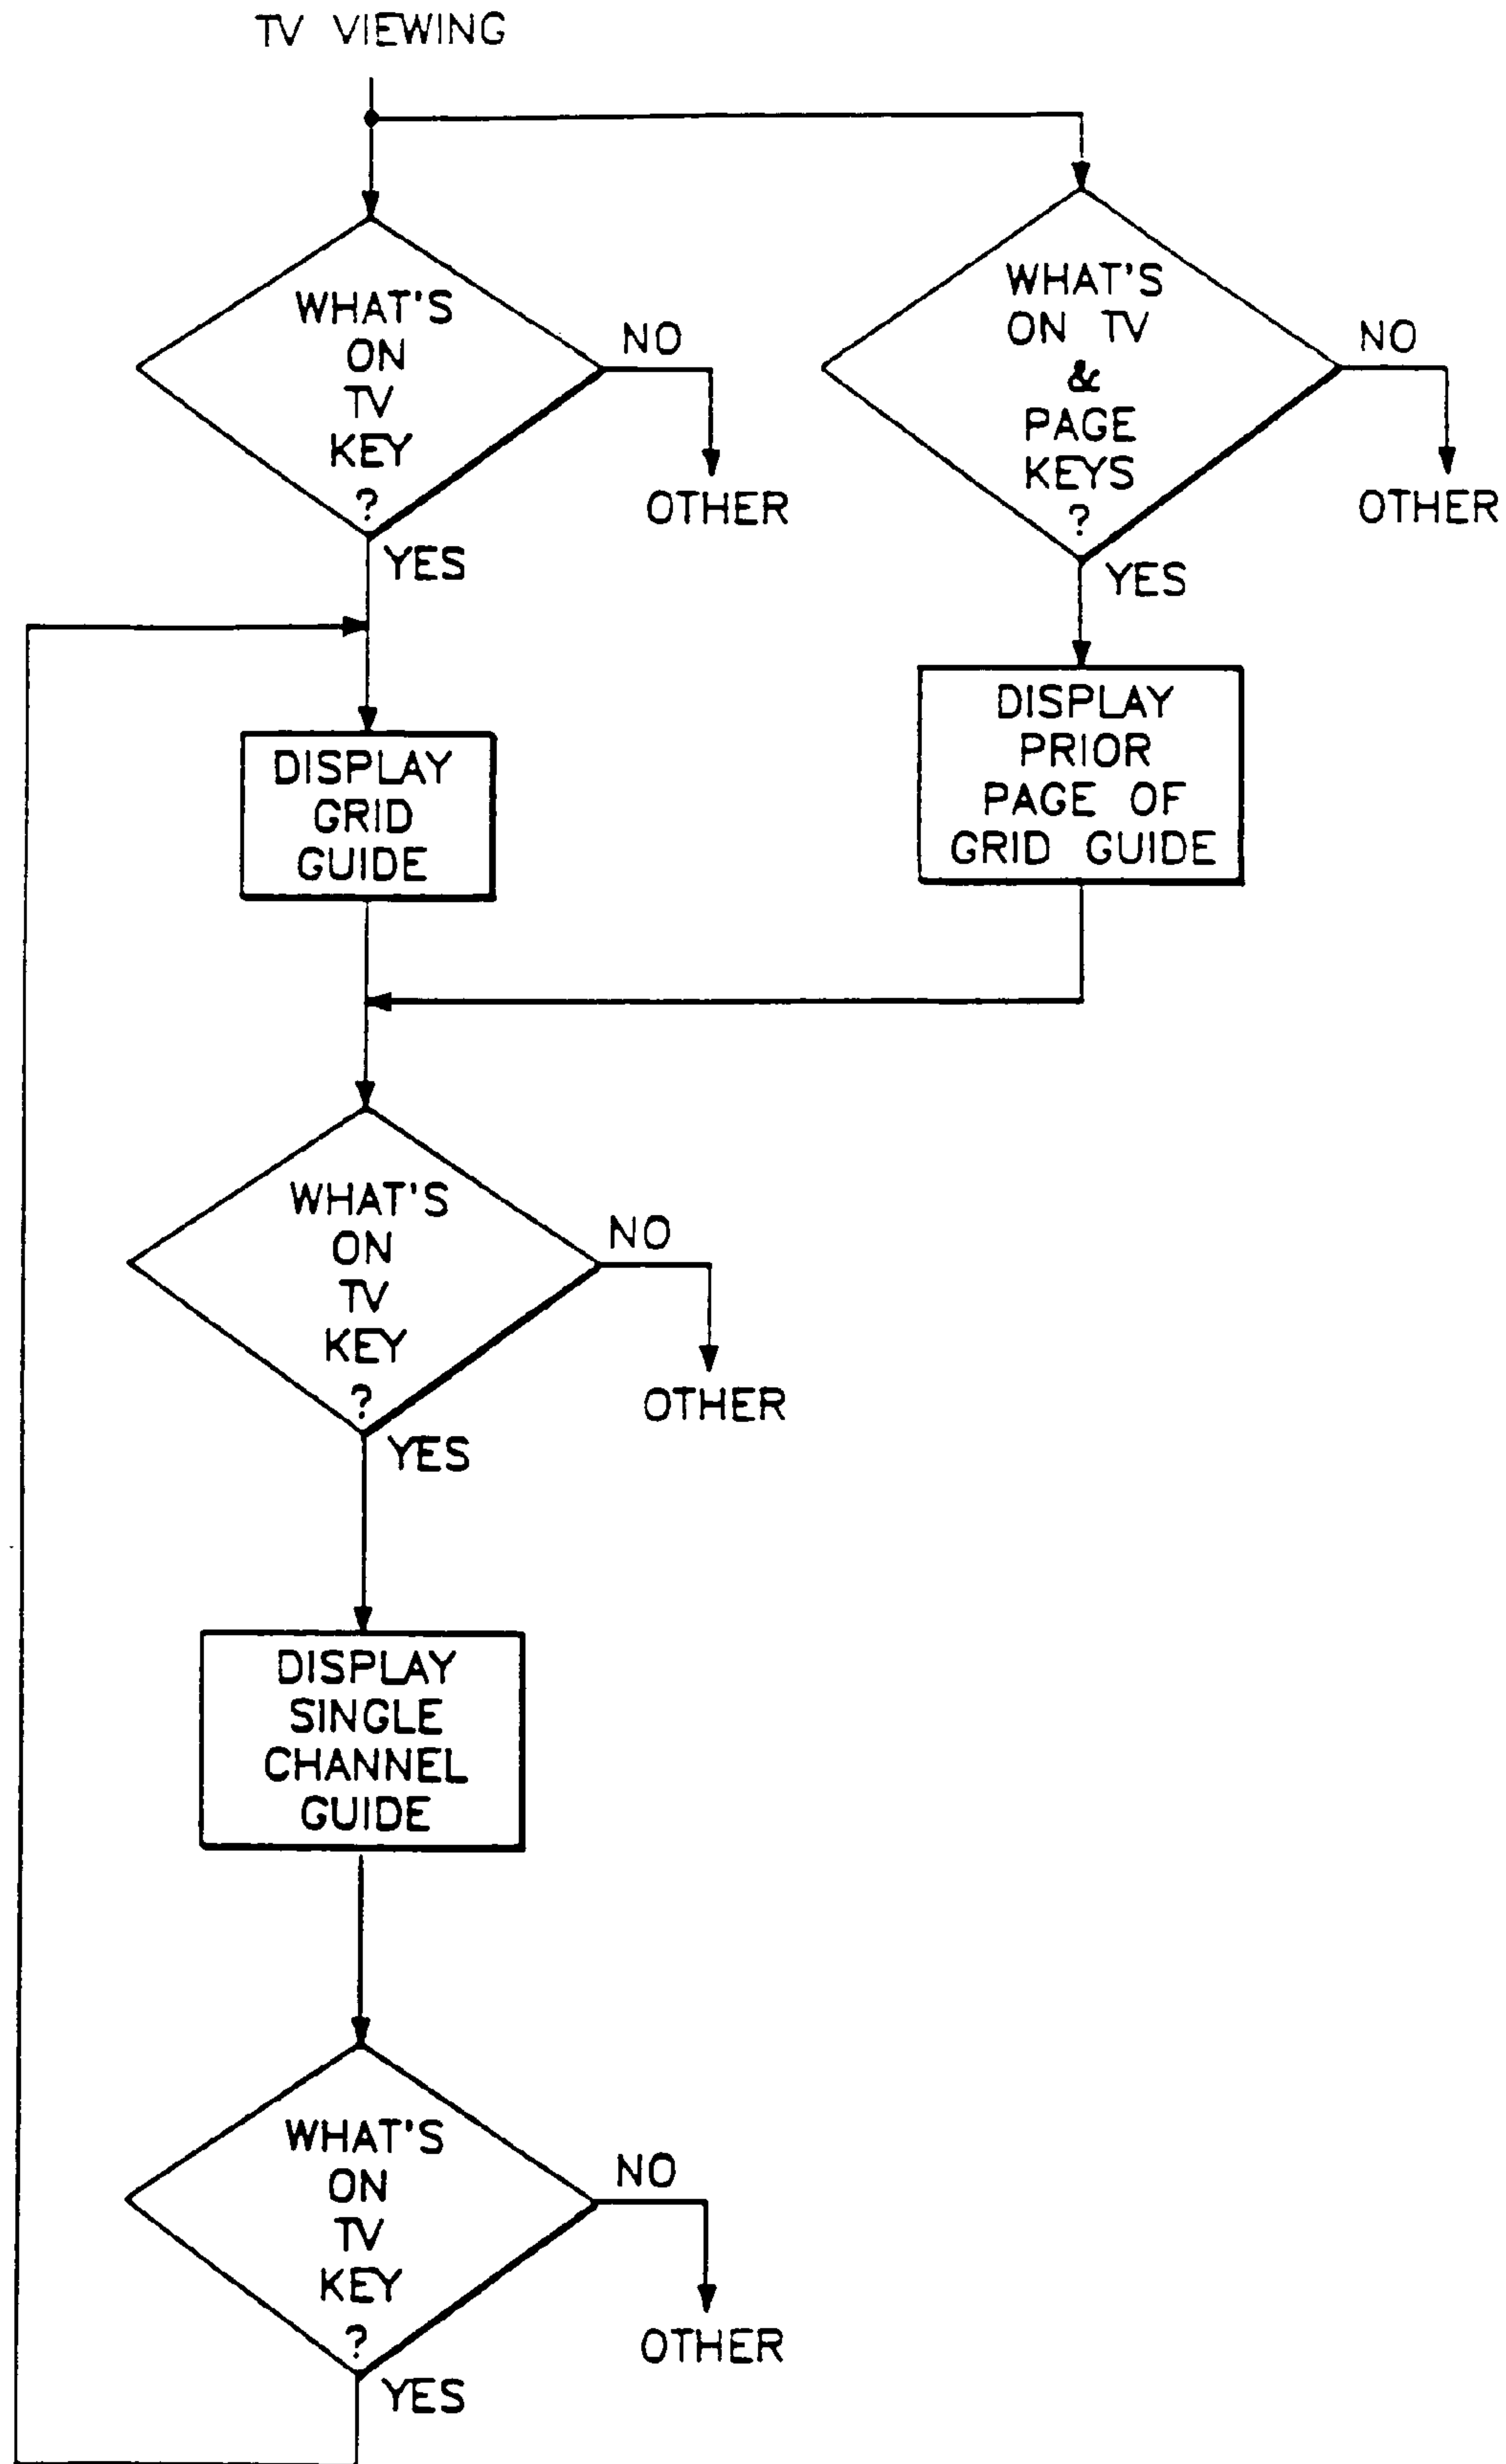 TV VIEWING
WHAT'S
ON
TV
KEY
?
NO
OTHER
YES
WHAT'S
ON TV
&
PAGE
KEYS
?
NO
OTHER
YES
DISPLAY
GRID
GUIDE
DISPLAY
PRIOR
PAGE OF
GRID GUIDE
WHAT'S
ON
TV
KEY
?
NO
OTHER
YES
DISPLAY
SINGLE
CHANNEL
GUIDE
WHAT'S
ON
TV
KEY
?
NO
OTHER
YES